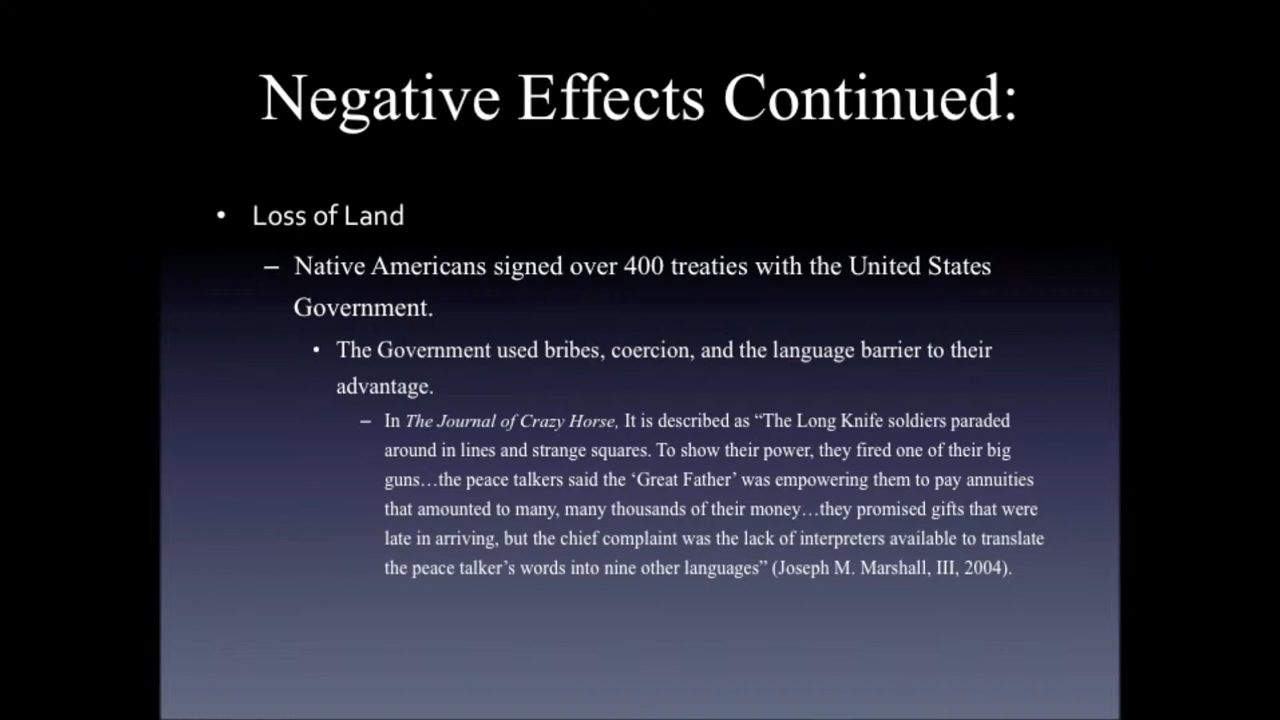 Negative Effects Continued:
• Loss of Land
– Native Americans signed over 400 treaties with the United States
Government.
• The Government used bribes, coercion, and the language barrier to their
advantage.
– In The Journal of Crazy Horse, It is described as “The Long Knife soldiers paraded
around in lines and strange squares. To show their power, they fired one of their big
guns…the peace talkers said the ‘Great Father’ was empowering them to pay annuities
that amounted to many, many thousands of their money…they promised gifts that were
late in arriving, but the chief complaint was the lack of interpreters available to translate
the peace talker’s words into nine other languages” (Joseph M. Marshall, III, 2004).